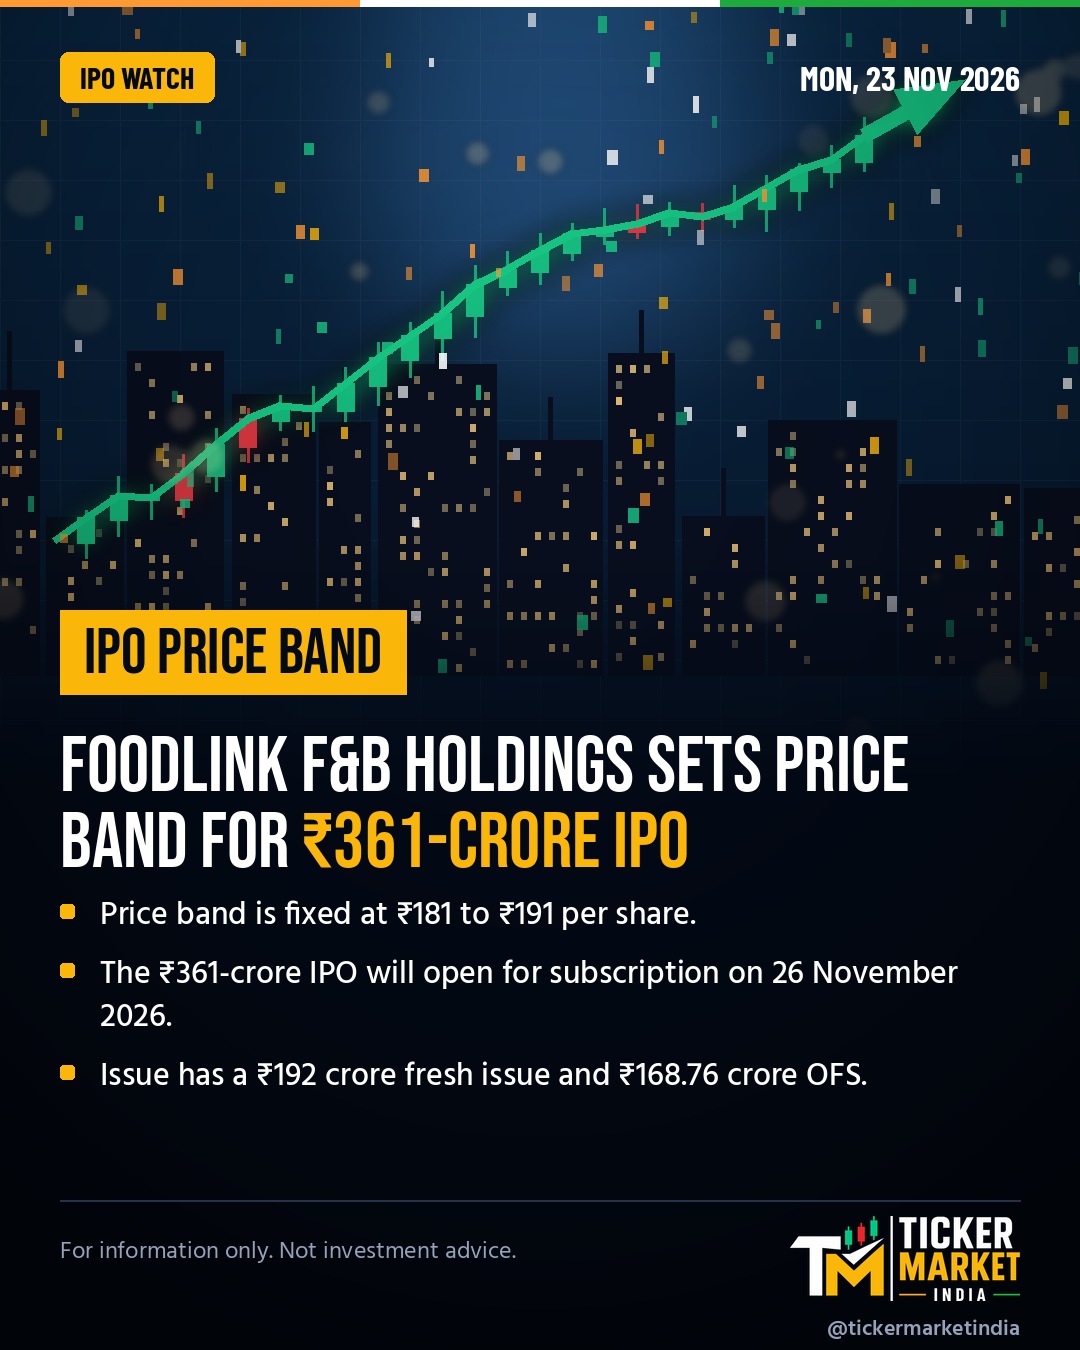 IPO WATCH
MON, 23 NOV 2026
IPO PRICE BAND
FOODLINK F&B HOLDINGS SETS PRICE
BAND FOR ₹361-CRORE IPO
Price band is fixed at ₹181 to ₹191 per share.
The ₹361-crore IPO will open for subscription on 26 November
2026.
Issue has a ₹192 crore fresh issue and ₹168.76 crore OFS.
For information only. Not investment advice.
TM
TICKER
MARKET
INDIA
@tickermarketindia